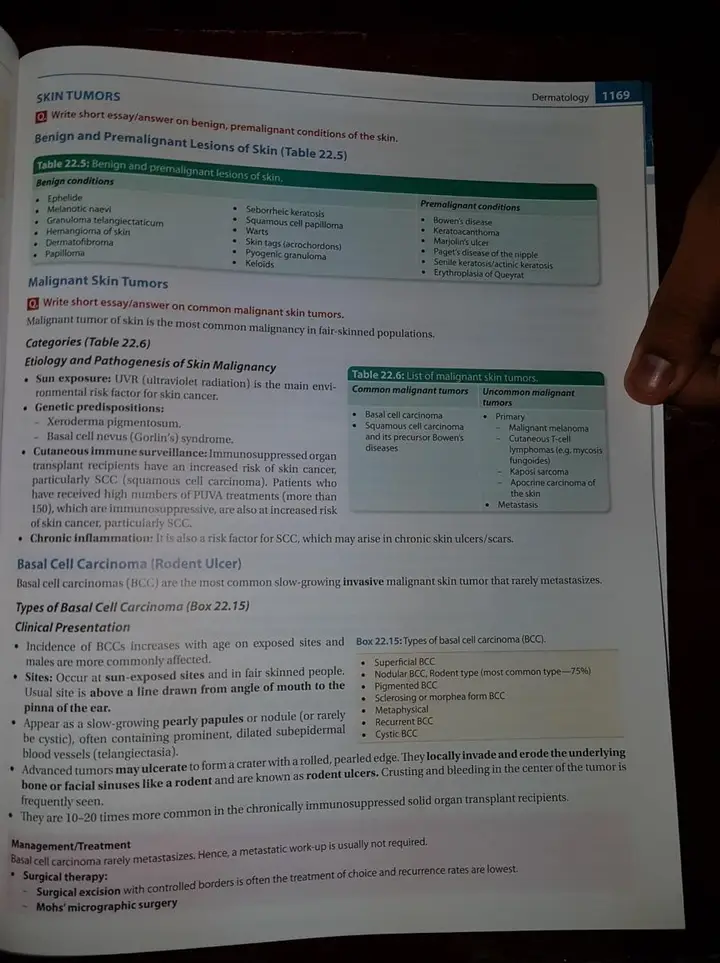 Dermatology 1169
SKIN TUMORS
Q. Write short essay/answer on benign, premalignant conditions of the skin.
Benign and Premalignant Lesions of Skin (Table 22.5)
Table 22.5: Benign and premalignant lesions of skin.
Benign conditions
• Ephelide
• Melanotic naevi
• Granuloma telangiectaticum
• Hemangioma of skin
• Dermatofibroma
• Papilloma
• Seborrheic keratosis
• Squamous cell papilloma
• Warts
• Skin tags (acrochordons)
• Pyogenic granuloma
• Keloids
Premalignant conditions
• Bowen's disease
• Keratoacanthoma
• Marjolin's ulcer
• Paget's disease of the nipple
• Senile keratosis/actinic keratosis
• Erythroplasia of Queyrat
Malignant Skin Tumors
Q. Write short essay/answer on common malignant skin tumors.
Malignant tumor of skin is the most common malignancy in fair-skinned populations.
Categories (Table 22.6)
Etiology and Pathogenesis of Skin Malignancy
• Sun exposure: UVR (ultraviolet radiation) is the main envi-
ronmental risk factor for skin cancer.
• Genetic predispositions:
– Xeroderma pigmentosum.
– Basal cell nevus (Gorlin's) syndrome.
• Cutaneous immune surveillance: Immunosuppressed organ
transplant recipients have an increased risk of skin cancer,
particularly SCC (squamous cell carcinoma). Patients who
have received high numbers of PUVA treatments (more than
150), which are immunosuppressive, are also at increased risk
of skin cancer, particularly SCC.
• Chronic inflammation: It is also a risk factor for SCC, which may arise in chronic skin ulcers/scars.
Table 22.6: List of malignant skin tumors.
Common malignant tumors
• Basal cell carcinoma
• Squamous cell carcinoma
and its precursor Bowen's
diseases
Uncommon malignant
tumors
• Primary
– Malignant melanoma
– Cutaneous T-cell
lymphomas (e.g. mycosis
fungoides)
– Kaposi sarcoma
– Apocrine carcinoma of
the skin
• Metastasis
Basal Cell Carcinoma (Rodent Ulcer)
Basal cell carcinomas (BCC) are the most common slow-growing invasive malignant skin tumor that rarely metastasizes.
Types of Basal Cell Carcinoma (Box 22.15)
Clinical Presentation
• Incidence of BCCs increases with age on exposed sites and
males are more commonly affected.
• Sites: Occur at sun-exposed sites and in fair skinned people.
Usual site is above a line drawn from angle of mouth to the
pinna of the ear.
• Appear as a slow-growing pearly papules or nodule (or rarely
be cystic), often containing prominent, dilated subepidermal
blood vessels (telangiectasia).
Box 22.15: Types of basal cell carcinoma (BCC).
• Superficial BCC
• Nodular BCC, Rodent type (most common type—75%)
• Pigmented BCC
• Sclerosing or morphea form BCC
• Metaphysical
• Recurrent BCC
• Cystic BCC
• Advanced tumors may ulcerate to form a crater with a rolled, pearled edge. They locally invade and erode the underlying
bone or facial sinuses like a rodent and are known as rodent ulcers. Crusting and bleeding in the center of the tumor is
frequently seen.
• They are 10–20 times more common in the chronically immunosuppressed solid organ transplant recipients.
Management/Treatment
Basal cell carcinoma rarely metastasizes. Hence, a metastatic work-up is usually not required.
• Surgical therapy:
– Surgical excision with controlled borders is often the treatment of choice and recurrence rates are lowest.
– Mohs' micrographic surgery